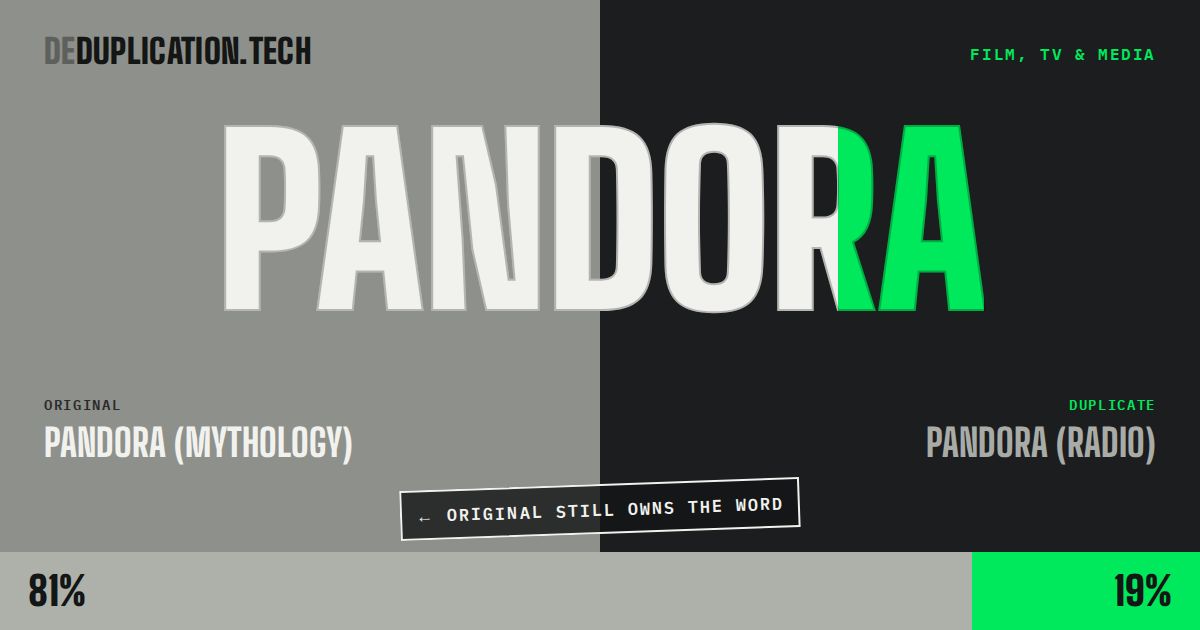 DEDUPLICATION.TECH
FILM, TV & MEDIA
PANDORA
ORIGINAL
PANDORA (MYTHOLOGY)
DUPLICATE
PANDORA (RADIO)
← ORIGINAL STILL OWNS THE WORD
81%
19%